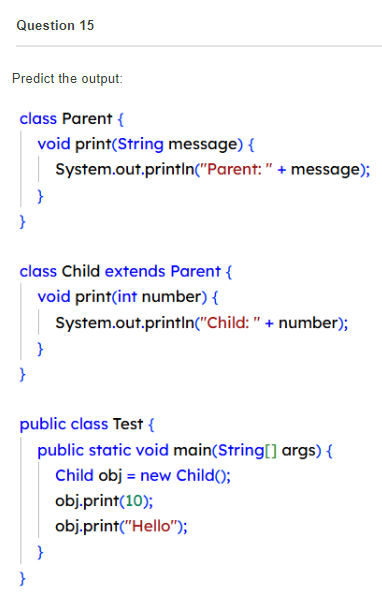 Question 15
Predict the output:
class Parent {
void print(String message) {
System.out.println("Parent: " + message);
}
}
class Child extends Parent {
void print(int number) {
System.out.println("Child: " + number);
}
}
public class Test {
public static void main(String[] args) {
Child obj = new Child();
obj.print(10);
obj.print("Hello");
}
}